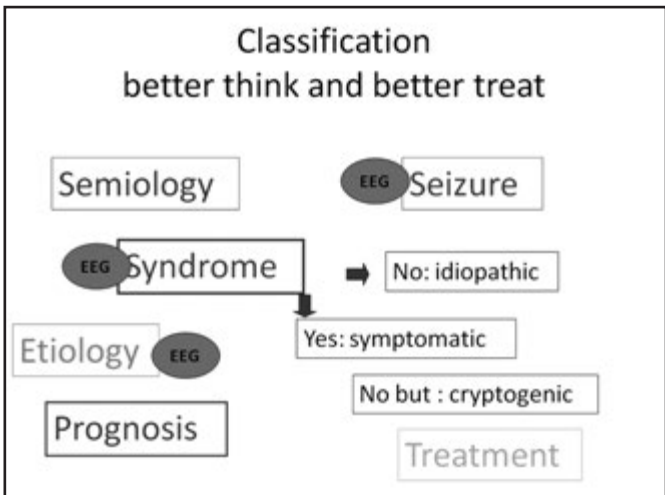 Classification
better think and better treat
Semiology
EEG Seizure
EEG Syndrome
No: idiopathic
Yes: symptomatic
Etiology EEG
No but : cryptogenic
Prognosis
Treatment